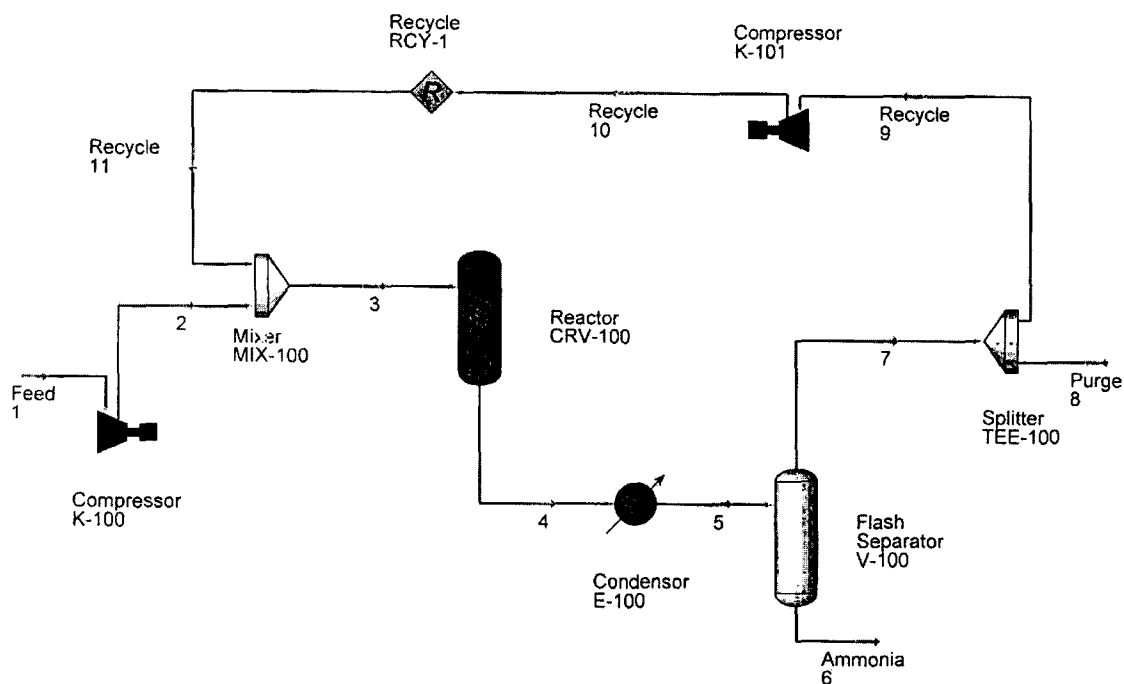 Recycle
RCY-1
R
Compressor
K-101
Recycle
10
Recycle
9
Recycle
11
2
3
Mixer
MIX-100
Reactor
CRV-100
7
Purge
8
Feed
1
Splitter
TEE-100
Compressor
K-100
4
5
Condensor
E-100
Flash
Separator
V-100
Ammonia
6